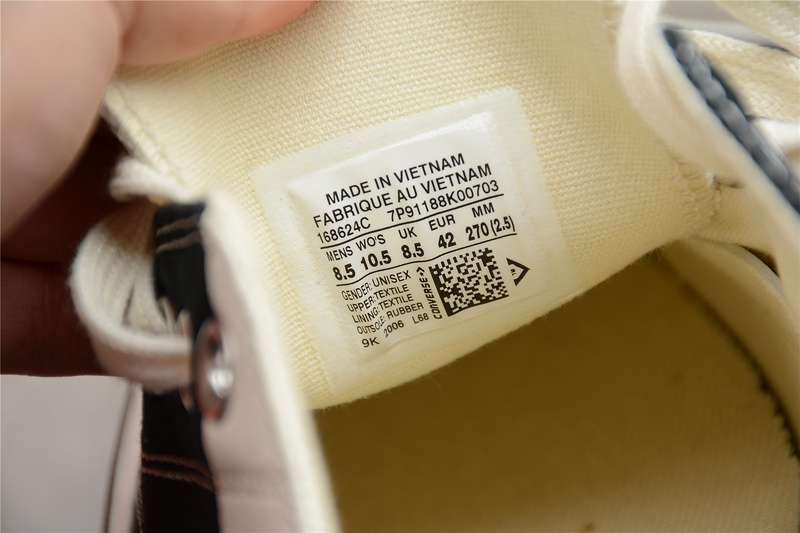 MADE IN VIETNAM
FABRIQUE AU VIETNAM
168624C 7P91188K00703
MENS WO'S UK EUR MM
8.5 10.5 8.5 42 270 (2.5)
GENDER: UNISEX
UPPER: TEXTILE
LINING: TEXTILE
OUTSOLE: RUBBER
9K 2006 L68
CONVERSE